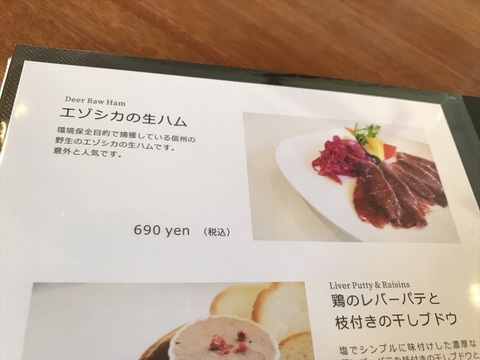 Deer Raw Ham
エゾシカの生ハム
環境保全目的で捕獲している信州の
野生のエゾシカの生ハムです。
意外と人気です。
690 yen （税込）
Liver Putty & Raisins
鶏のレバーパテと
枝付きの干しブドウ
塩でシンプルに味付けした濃厚な